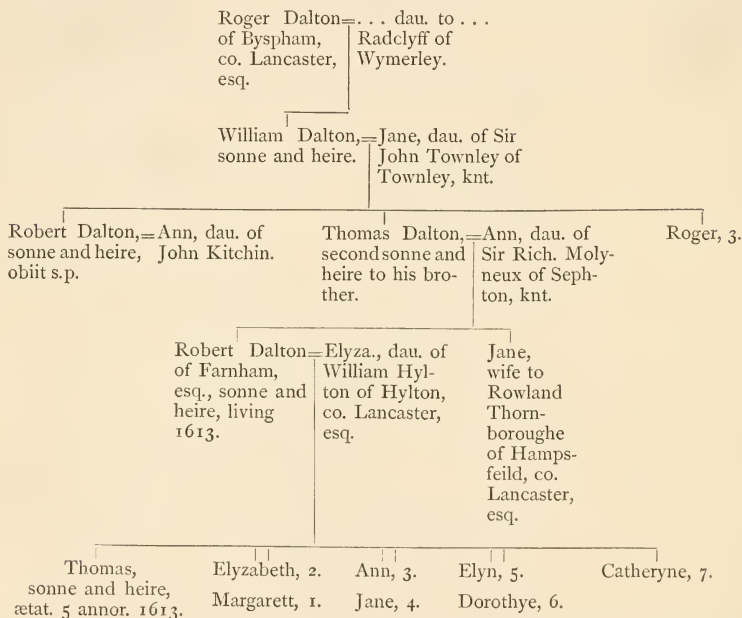 Roger Dalton=. . . dau. to . . .
of Byspham,
co. Lancaster,
esq.
Radclyff of
Wymerley.
William Dalton,=Jane, dau. of Sir
sonne and heire.
John Townley of
Townley, knt.
Robert Dalton,=Ann, dau. of
sonne and heire,
obiit s.p.
John Kitchin.
Thomas Dalton,=Ann, dau. of
second sonne and
heire to his bro-
ther.
Sir Rich. Moly-
neux of Seph-
ton, knt.
Roger, 3.
Robert Dalton=Elyza., dau. of
of Farnham,
esq., sonne and
heire, living
1613.
William Hyl-
ton of Hylton,
co. Lancaster,
esq.
Jane,
wife to
Rowland
Thorn-
boroughe
of Hamps-
feild, co.
Lancaster,
esq.
Thomas,
sonne and heire,
ætat. 5 annor. 1613.
Elyzabeth, 2.
Margarett, 1.
Ann, 3.
Jane, 4.
Elyn, 5.
Dorothye, 6.
Catheryne, 7.